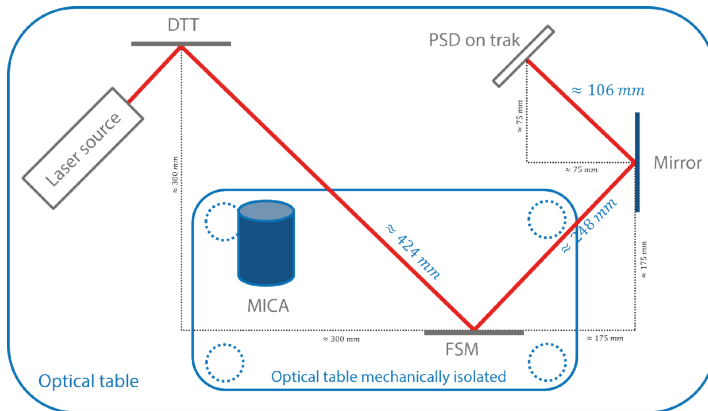 DTT
PSD on trak
≈ 106 mm
≈ 75 mm
Laser source
≈ 75 mm
Mirror
≈ 300 mm
≈ 424 mm
≈ 248 mm
≈ 175 mm
MICA
≈ 300 mm
FSM
≈ 175 mm
Optical table
Optical table mechanically isolated